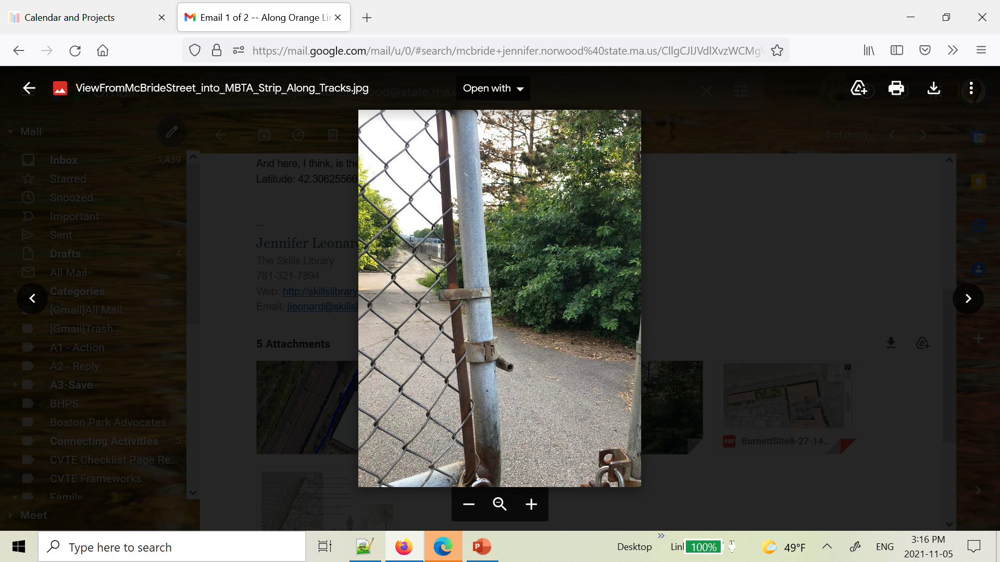 Calendar and Projects
Email 1 of 2 -- Along Orange Lin
https://mail.google.com/mail/u/0/#search/mcbride+jennifer.norwood%40state.ma.us/CllgCJlJVdlXvzWCMgV
ViewFromMcBrideStreet_into_MBTA_Strip_Along_Tracks.jpg
Open with
Mail
5 of many
Inbox 1,439
Starred
Snoozed
Important
Sent
Drafts 4
All Mail
Categories
[Gmail]All Mail
[Gmail]Trash
A1 - Action
A2 - Reply
A3-Save
BHPS
Boston Park Advocates
Connecting Activities 5
CVTE Checklist Page Re...
CVTE Frameworks
Family
Meet
And here, I think, is the
Latitude: 42.30625566
--
Jennifer Leonar
The Skills Library
781-321-7894
Web: http://skillslibrary
Email: jleonard@skillsl
5 Attachments
PDF BurnettSite8-27-14...
31
Type here to search
Desktop
Link
100%
49°F
ENG
3:16 PM
2021-11-05